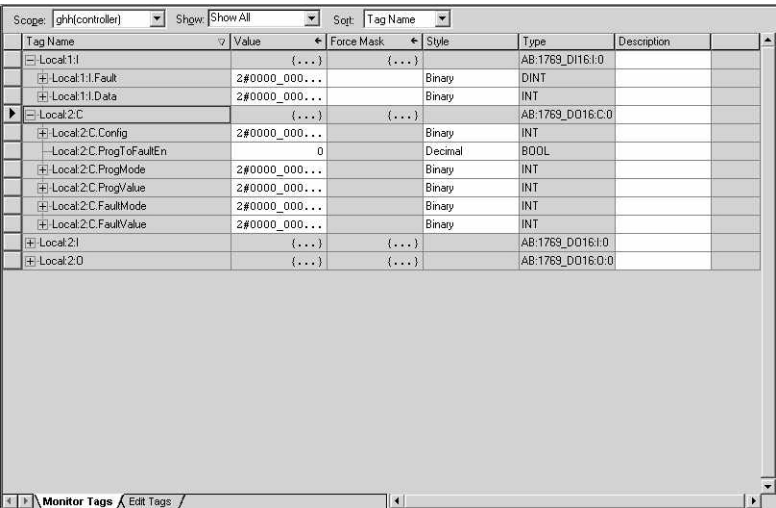 Scope: ghh(controller) Show: Show All Sort: Tag Name
Tag Name Value Force Mask Style Type Description
Local:1:I {...} {...} AB:1769_DI16:I:0
Local:1:I.Fault 2#0000_000... Binary DINT
Local:1:I.Data 2#0000_000... Binary INT
Local:2:C {...} {...} AB:1769_DO16:C:0
Local:2:C.Config 2#0000_000... Binary INT
Local:2:C.ProgToFaultEn 0 Decimal BOOL
Local:2:C.ProgMode 2#0000_000... Binary INT
Local:2:C.ProgValue 2#0000_000... Binary INT
Local:2:C.FaultMode 2#0000_000... Binary INT
Local:2:C.FaultValue 2#0000_000... Binary INT
Local:2:I {...} {...} AB:1769_DO16:I:0
Local:2:O {...} {...} AB:1769_DO16:O:0
Monitor Tags Edit Tags